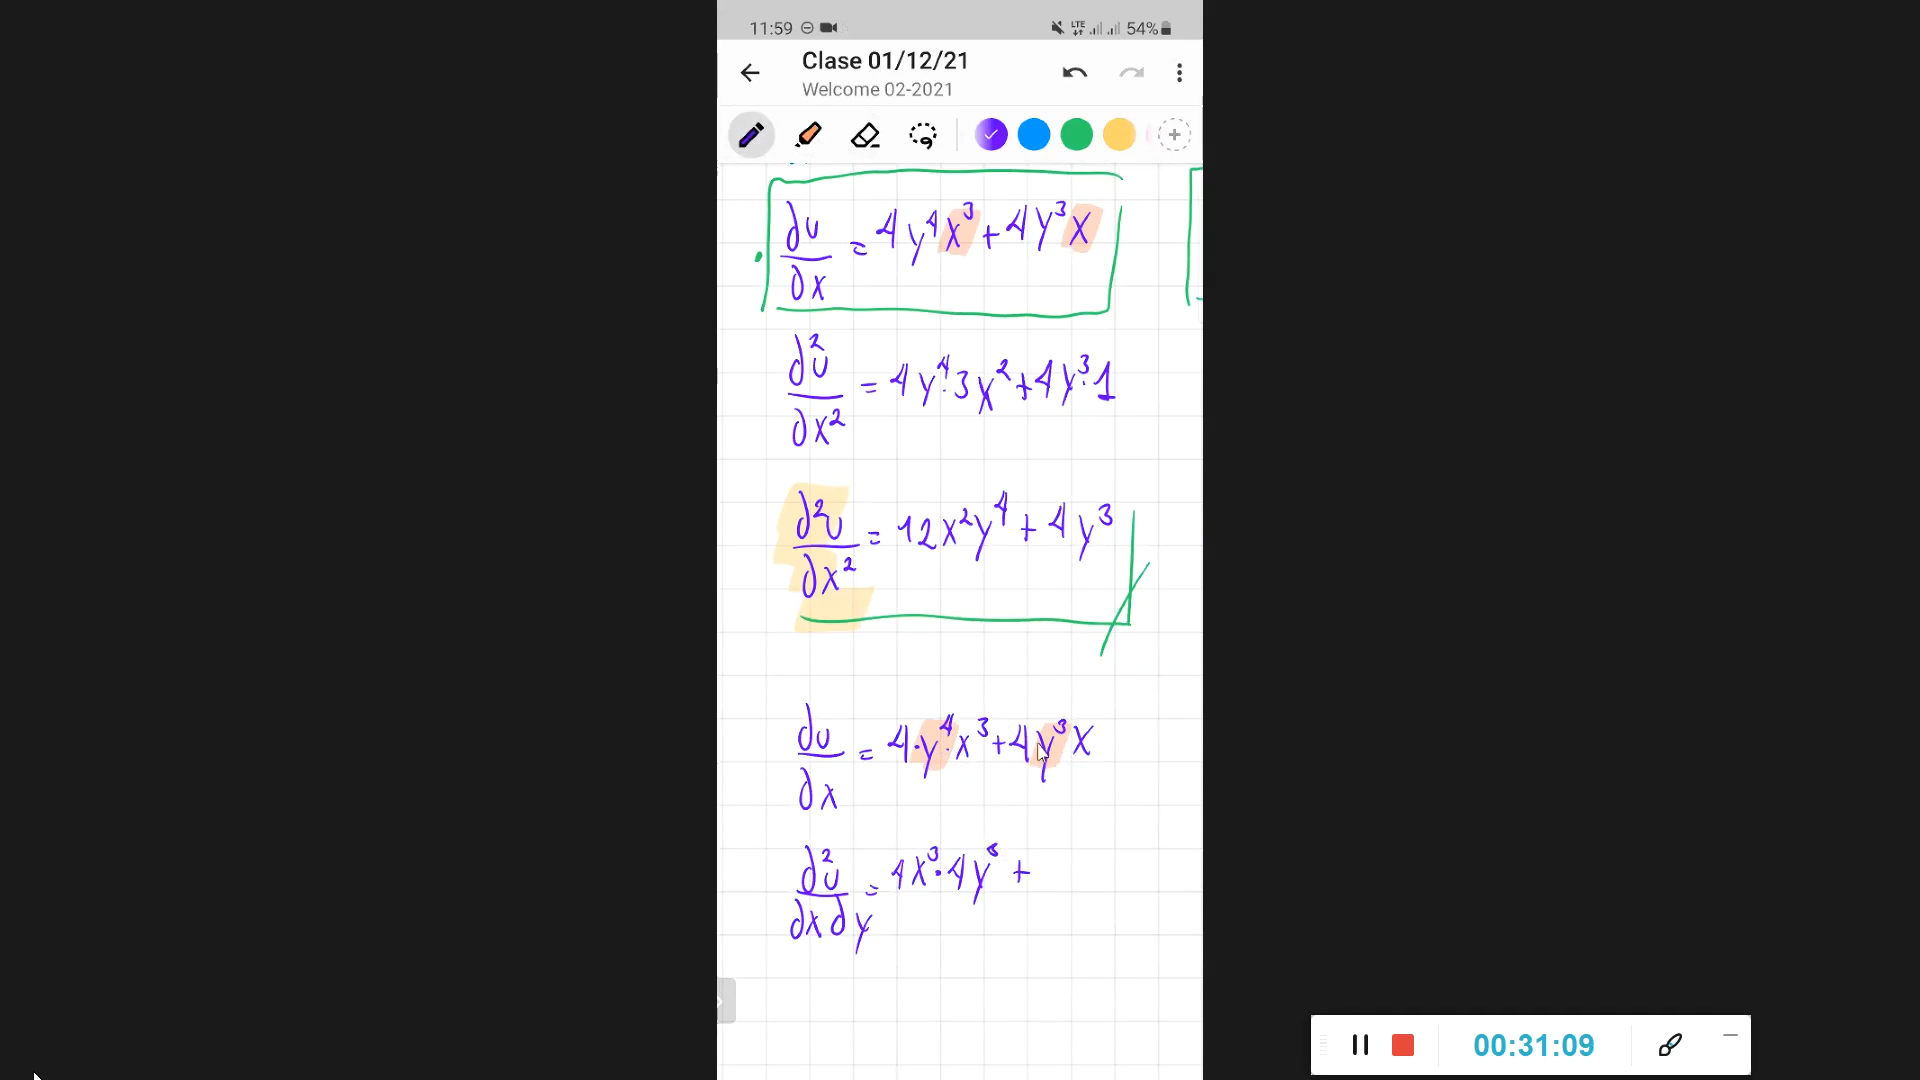 11:59 LTE 54%
Clase 01/12/21
Welcome 02-2021
∂u/∂x = 4y⁴x³ + 4y³x
∂²u/∂x² = 4y⁴·3x² + 4y³·1
∂²u/∂x² = 12x²y⁴ + 4y³
∂u/∂x = 4·y⁴·x³ + 4y³x
∂²u/∂x∂y = 4x³·4y³ +
00:31:09